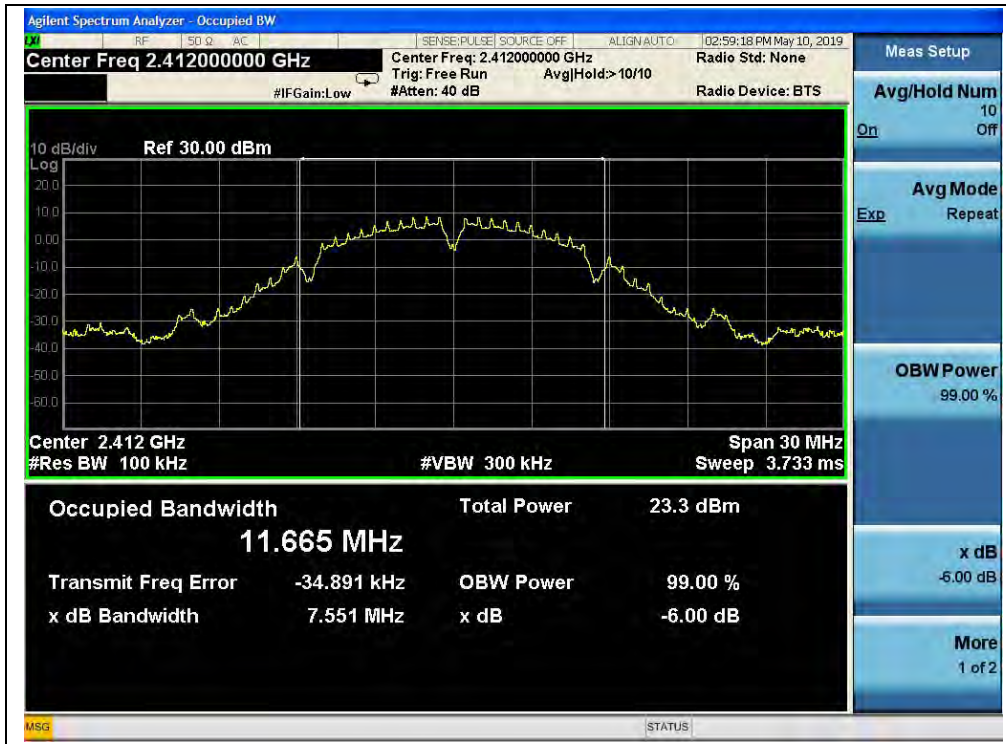 Agilent Spectrum Analyzer - Occupied BW
LXI RF 50 Ω AC SENSE:PULSE SOURCE OFF ALIGN AUTO 02:59:18 PM May 10, 2019
Center Freq 2.412000000 GHz
Center Freq: 2.412000000 GHz
Radio Std: None
Trig: Free Run Avg|Hold:>10/10
#IFGain:Low
#Atten: 40 dB
Radio Device: BTS
10 dB/div Ref 30.00 dBm
Log
20.0
10.0
0.00
-10.0
-20.0
-30.0
-40.0
-50.0
-60.0
Center 2.412 GHz
Span 30 MHz
#Res BW 100 kHz
#VBW 300 kHz
Sweep 3.733 ms
Occupied Bandwidth
11.665 MHz
Total Power 23.3 dBm
Transmit Freq Error -34.891 kHz
OBW Power 99.00 %
x dB Bandwidth 7.551 MHz
x dB -6.00 dB
Meas Setup
Avg/Hold Num
10
On Off
Avg Mode
Exp Repeat
OBW Power
99.00 %
x dB
-6.00 dB
More
1 of 2
MSG
STATUS